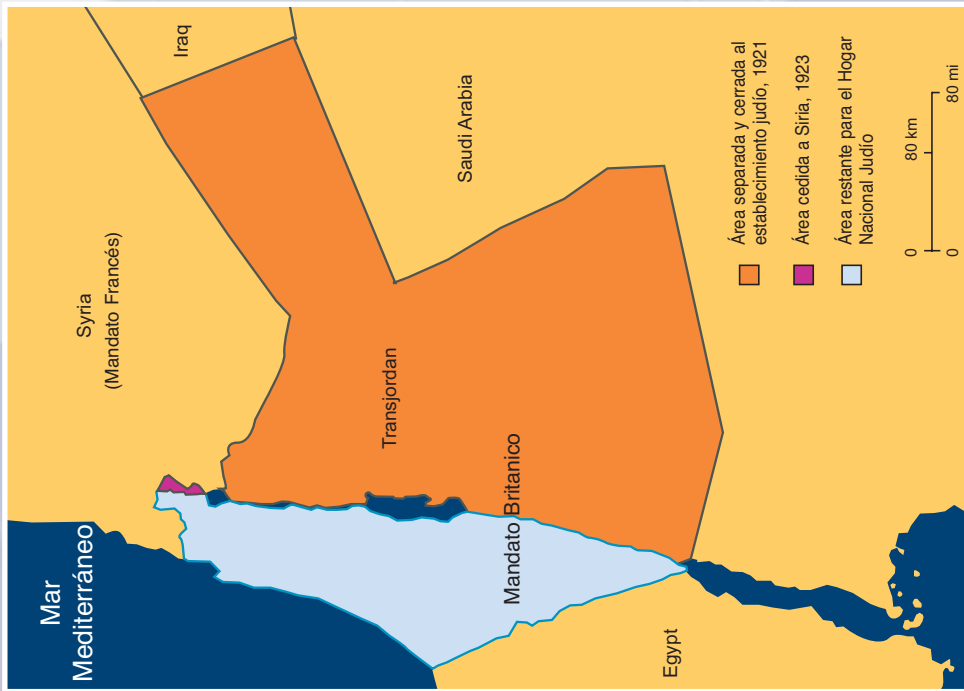 Mar
Mediterráneo
Syria
(Mandato Francés)
Iraq
Saudi Arabia
Transjordan
Mandato Britanico
Egypt
Área separada y cerrada al
establecimiento judío, 1921
Área cedida a Siria, 1923
Área restante para el Hogar
Nacional Judío
0 80 km
0 80 mi